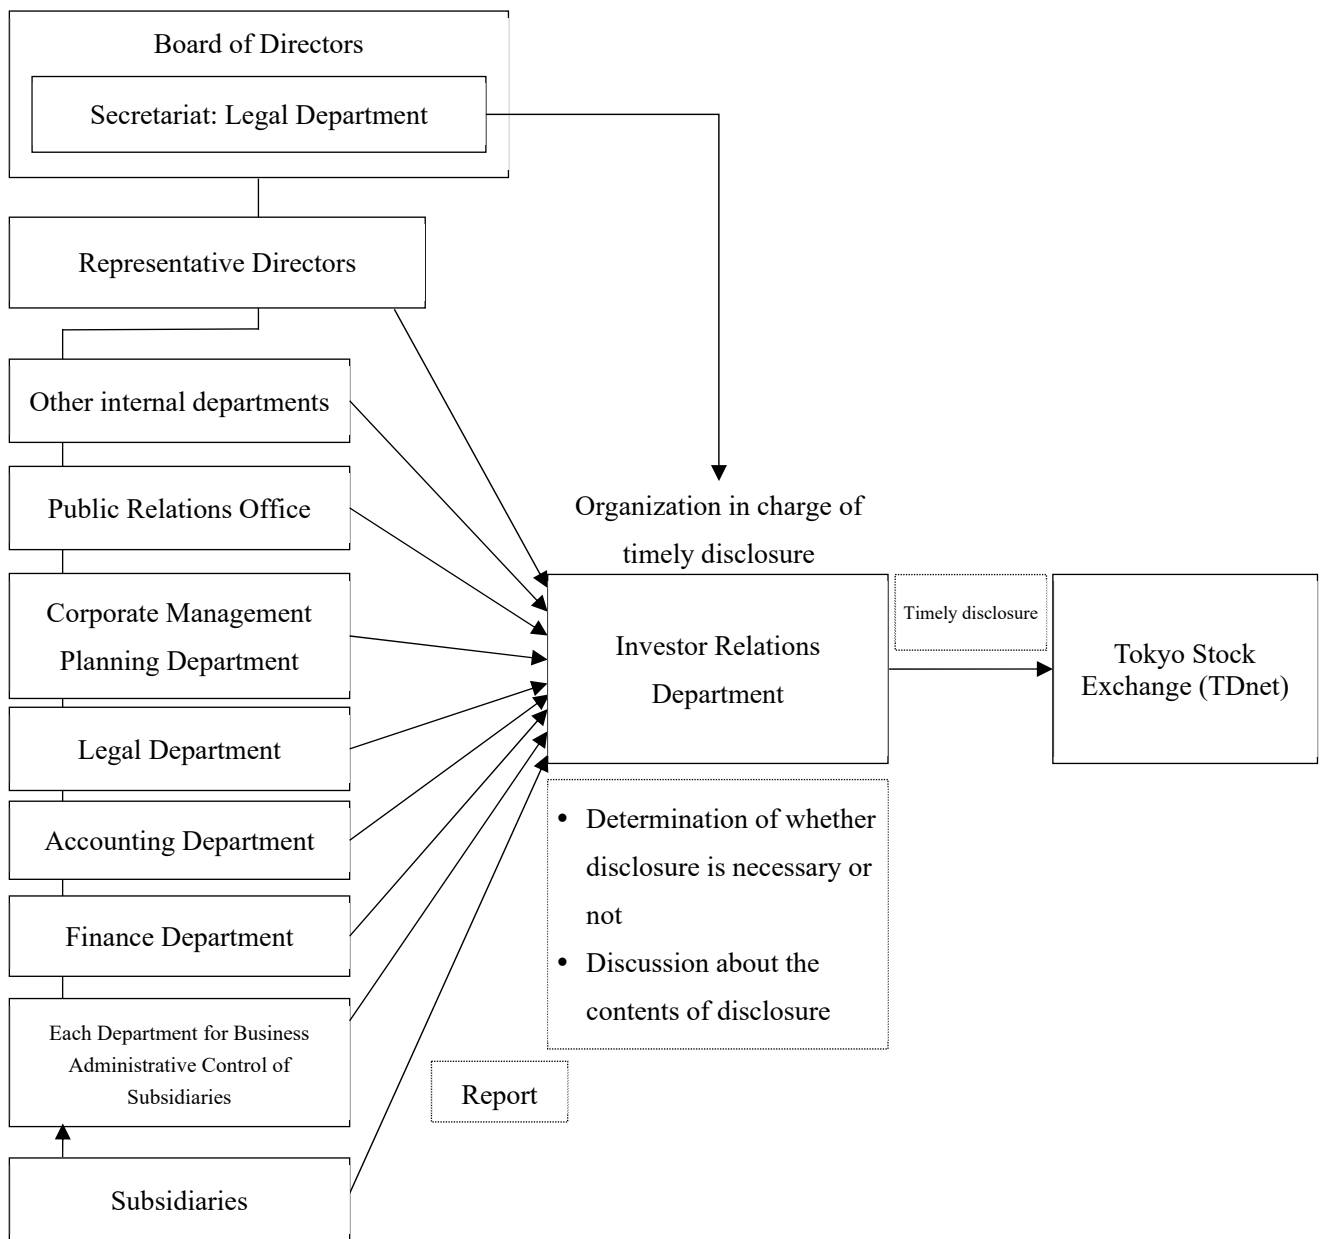 Board of Directors
Secretariat: Legal Department
Representative Directors
Other internal departments
Public Relations Office
Corporate Management
Planning Department
Legal Department
Accounting Department
Finance Department
Each Department for Business
Administrative Control of
Subsidiaries
Subsidiaries
Report
Organization in charge of
timely disclosure
Investor Relations
Department
• Determination of whether
disclosure is necessary or
not
• Discussion about the
contents of disclosure
Timely disclosure
Tokyo Stock
Exchange (TDnet)